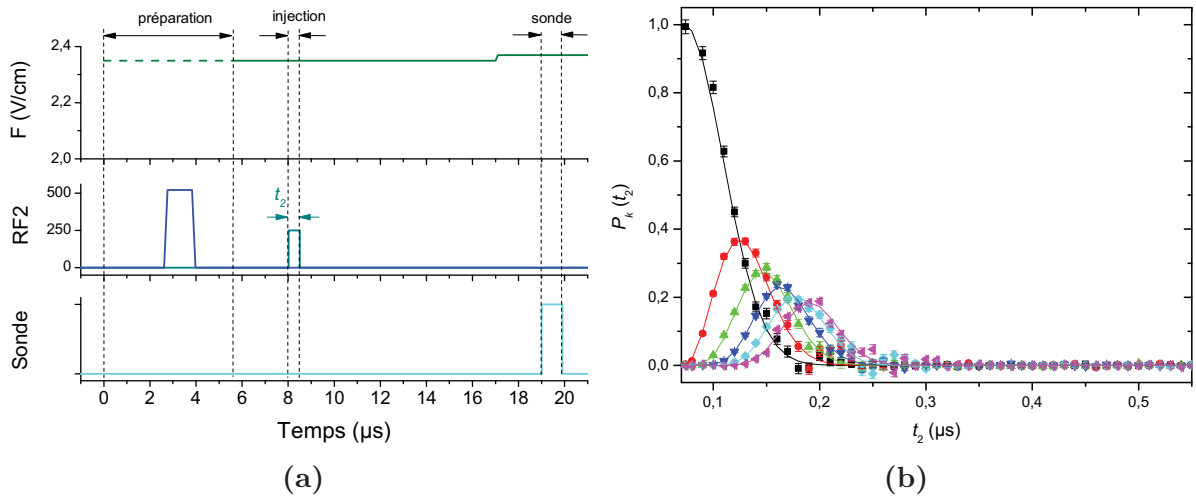 préparation injection sonde
2,4
2,2
2,0
F (V/cm)
500
250
0
RF2
t2
Sonde
0 2 4 6 8 10 12 14 16 18 20
Temps (µs)
(a)
1,0
0,8
0,6
0,4
0,2
0,0
Pk (t2)
0,1 0,2 0,3 0,4 0,5
t2 (µs)
(b)